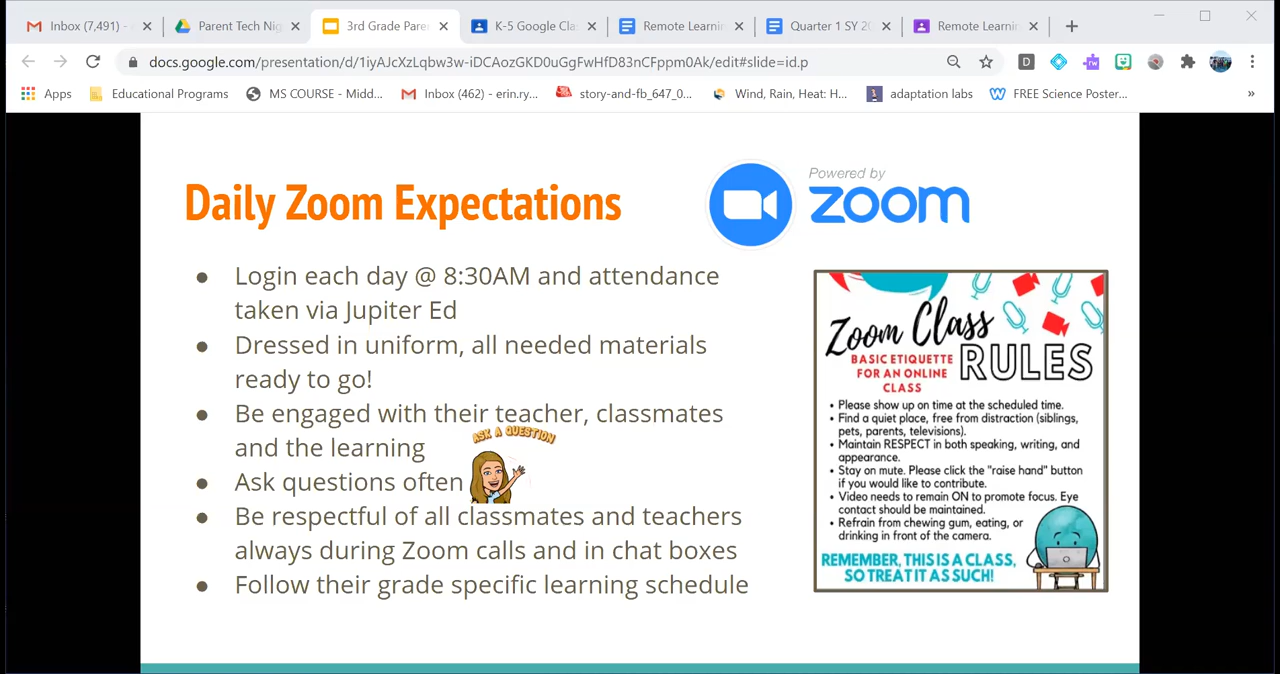 Inbox (7,491) -
Parent Tech Nig
3rd Grade Pare
K-5 Google Cla
Remote Learnin
Quarter 1 SY 20
Remote Learnin
docs.google.com/presentation/d/1iyAJcXzLqbw3w-iDCAozGKD0uGgFwHfD83nCFppm0Ak/edit#slide=id.p
D
rw
Apps
Educational Programs
MS COURSE - Midd...
Inbox (462) - erin.ry...
story-and-fb_647_0...
Wind, Rain, Heat: H...
adaptation labs
FREE Science Poster...
»
Daily Zoom Expectations
Powered by
zoom
● Login each day @ 8:30AM and attendance
taken via Jupiter Ed
● Dressed in uniform, all needed materials
ready to go!
● Be engaged with their teacher, classmates
and the learning
ASK A QUESTION
● Ask questions often
● Be respectful of all classmates and teachers
always during Zoom calls and in chat boxes
● Follow their grade specific learning schedule
Zoom Class
RULES
BASIC ETIQUETTE
FOR AN ONLINE
CLASS
• Please show up on time at the scheduled time.
• Find a quiet place, free from distraction (siblings,
pets, parents, televisions).
• Maintain RESPECT in both speaking, writing, and
appearance.
• Stay on mute. Please click the "raise hand" button
if you would like to contribute.
• Video needs to remain ON to promote focus. Eye
contact should be maintained.
• Refrain from chewing gum, eating, or
drinking in front of the camera.
REMEMBER, THIS IS A CLASS,
SO TREAT IT AS SUCH!